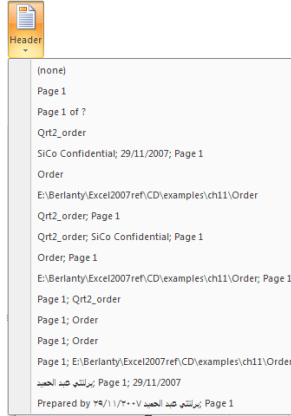 Header
(none)
Page 1
Page 1 of ?
Qrt2_order
SiCo Confidential; 29/11/2007; Page 1
Order
E:\Berlanty\Excel2007ref\CD\examples\ch11\Order
Qrt2_order; Page 1
Qrt2_order; SiCo Confidential; Page 1
Order; Page 1
E:\Berlanty\Excel2007ref\CD\examples\ch11\Order; Page 1
Page 1; Qrt2_order
Page 1; Order
Page 1; Order
Page 1; E:\Berlanty\Excel2007ref\CD\examples\ch11\Order
برلنتي عبد الحميد; Page 1; 29/11/2007
Prepared by برلنتي عبد الحميد ٢٩/١١/٢٠٠٧; Page 1